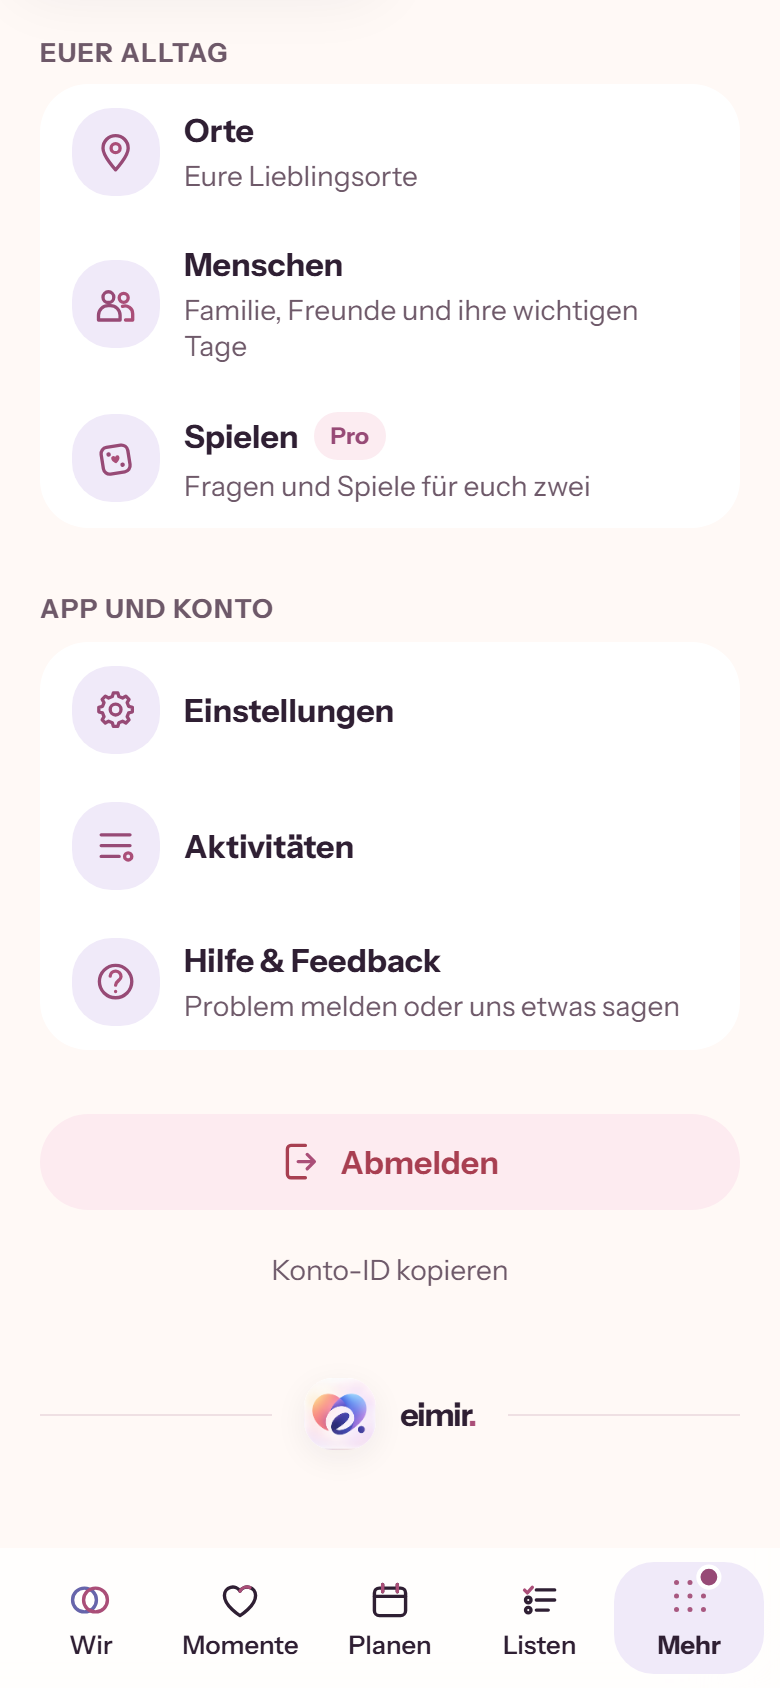 EUER ALLTAG
Orte
Eure Lieblingsorte
Menschen
Familie, Freunde und ihre wichtigen
Tage
Spielen Pro
Fragen und Spiele für euch zwei
APP UND KONTO
Einstellungen
Aktivitäten
Hilfe & Feedback
Problem melden oder uns etwas sagen
Abmelden
Konto-ID kopieren
eimir.
Wir Momente Planen Listen Mehr